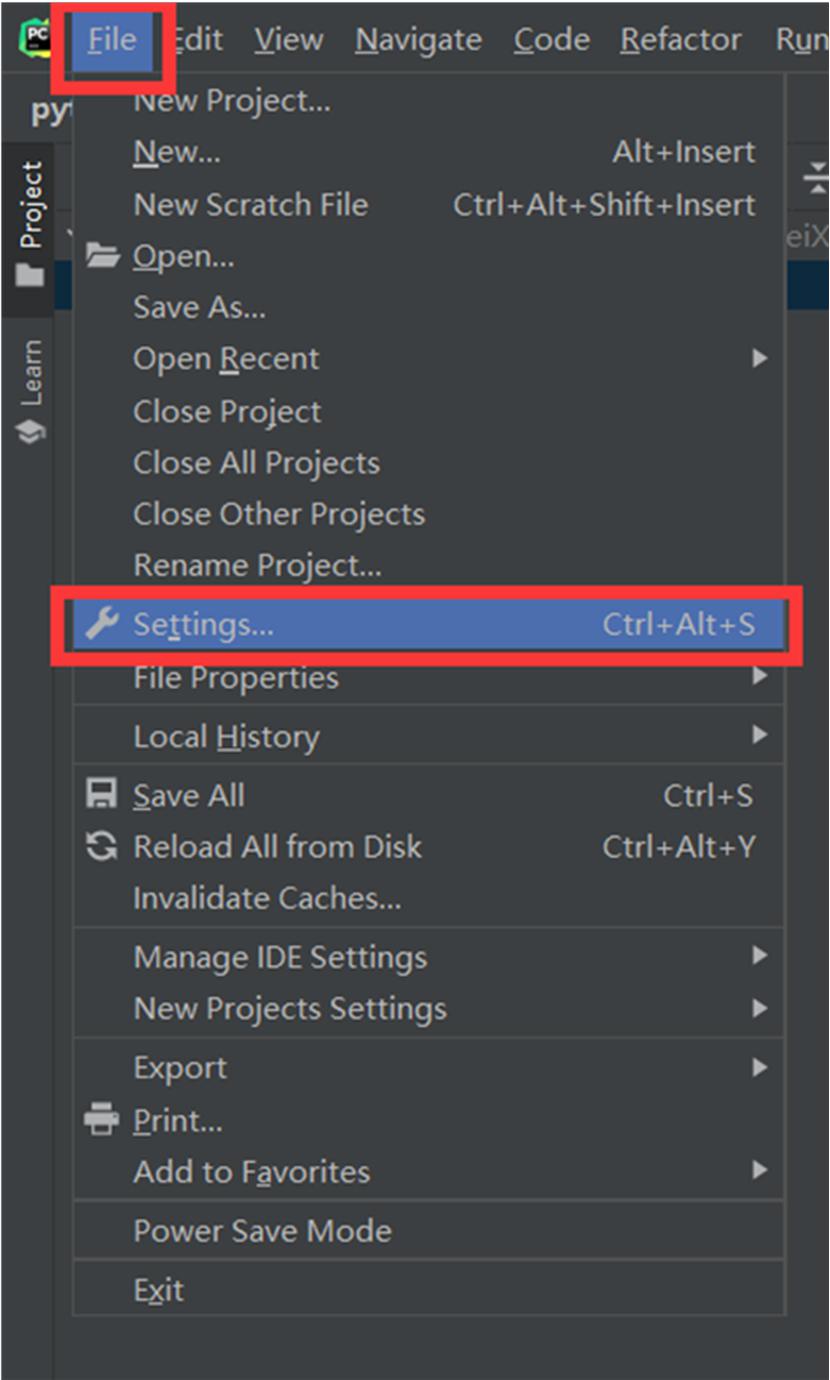 PC
File Edit View Navigate Code Refactor Run
New Project...
New... Alt+Insert
New Scratch File Ctrl+Alt+Shift+Insert
Open...
Save As...
Open Recent
Close Project
Close All Projects
Close Other Projects
Rename Project...
Settings... Ctrl+Alt+S
File Properties
Local History
Save All Ctrl+S
Reload All from Disk Ctrl+Alt+Y
Invalidate Caches...
Manage IDE Settings
New Projects Settings
Export
Print...
Add to Favorites
Power Save Mode
Exit
Project
Learn